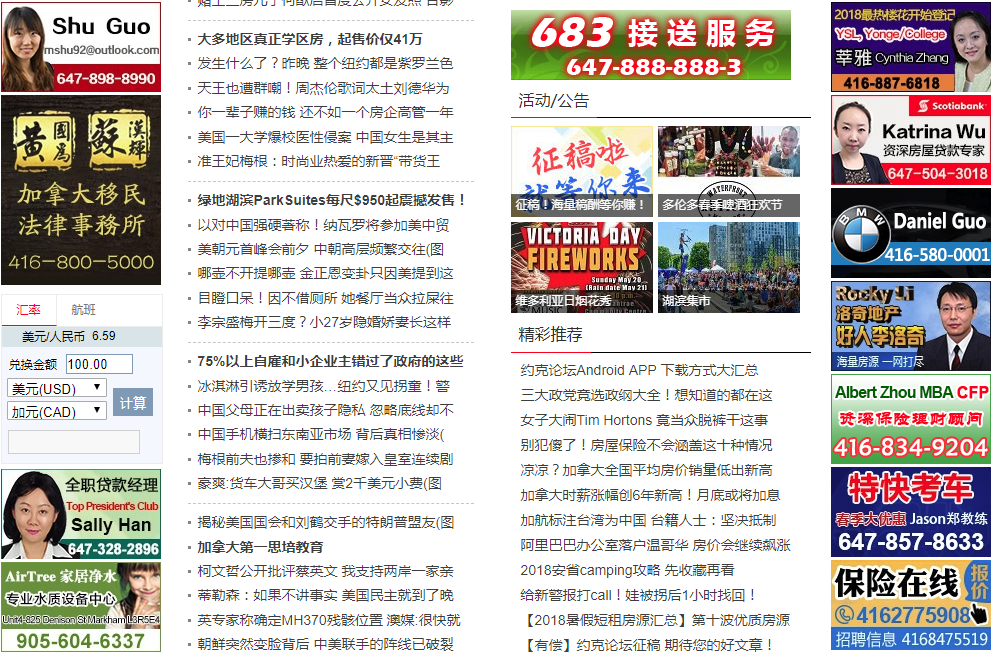 Shu Guo
mshu92@outlook.com
647-898-8990
黃國為
蘇漢輝
加拿大移民
法律事務所
416-800-5000
汇率
航班
美元/人民币 6.59
兑换金额 100.00
美元(USD)
加元(CAD)
计算
全职贷款经理
Top President's Club
Sally Han
647-328-2896
AirTree 家居净水
专业水质设备中心
Unit4-825 Denison St Markham L3R5E4
905-604-6337
大多地区真正学区房，起售价仅41万
发生什么了？昨晚 整个纽约都是紫罗兰色
天王也遭群嘲！周杰伦歌词太土刘德华为
你一辈子赚的钱 还不如一个房企高管一年
美国一大学爆校医性侵案 中国女生是其主
准王妃梅根：时尚业热爱的新晋“带货王
绿地湖滨ParkSuites每尺$950起震撼发售！
以对中国强硬著称！纳瓦罗将参加美中贸
美朝元首峰会前夕 中朝高层频繁交往(图
哪壶不开提哪壶 金正恩变卦只因美提到这
目瞪口呆！因不借厕所 她餐厅当众拉屎往
李宗盛梅开三度？小27岁隐婚娇妻长这样
75%以上自雇和小企业主错过了政府的这些
冰淇淋引诱放学男孩…纽约又见拐童！警
中国父母正在出卖孩子隐私 忽略底线却不
中国手机横扫东南亚市场 背后真相惨淡(
梅根前夫也掺和 要拍前妻嫁入皇室连续剧
豪爽:货车大哥买汉堡 赏2千美元小费(图
揭秘美国国会和刘鹤交手的特朗普盟友(图
加拿大第一思培教育
柯文哲公开批评蔡英文 我支持两岸一家亲
蒂勒森：如果不讲事实 美国民主就到了晚
英专家称确定MH370残骸位置 澳媒:很快就
朝鲜突然变脸背后 中美联手的阵线已破裂
683 接送服务
647-888-888-3
活动/公告
征稿啦
就等你来
征稿！海量稿酬等你赚！
WATERFRONT
多伦多春季啤酒狂欢节
VICTORIA DAY
FIREWORKS
Sunday May 20
(Rain date May 21)
维多利亚日烟花秀
湖滨集市
精彩推荐
约克论坛Android APP 下载方式大汇总
三大政党竞选政纲大全！想知道的都在这
女子大闹Tim Hortons 竟当众脱裤干这事
别犯傻了！房屋保险不会涵盖这十种情况
凉凉？加拿大全国平均房价销量低出新高
加拿大时薪涨幅创6年新高！月底或将加息
加航标注台湾为中国 台籍人士：坚决抵制
阿里巴巴办公室落户温哥华 房价会继续飙涨
2018安省camping攻略 先收藏再看
给新警报打call！娃被拐后1小时找回！
【2018暑假短租房源汇总】第十波优质房源
【有偿】约克论坛征稿 期待您的好文章！
2018最热楼花开始登记
YSL, Yonge/College
莘雅 Cynthia Zhang
416-887-6818
Scotiabank
Katrina Wu
资深房屋贷款专家
647-504-3018
BMW
Daniel Guo
416-580-0001
Rocky Li
洛奇地产
好人李洛奇
海量房源 一网打尽
Albert Zhou MBA CFP
资深保险理财顾问
416-834-9204
特快考车
春季大优惠 Jason郑教练
647-857-8633
保险在线 报价
4162775908
招聘信息 4168475519